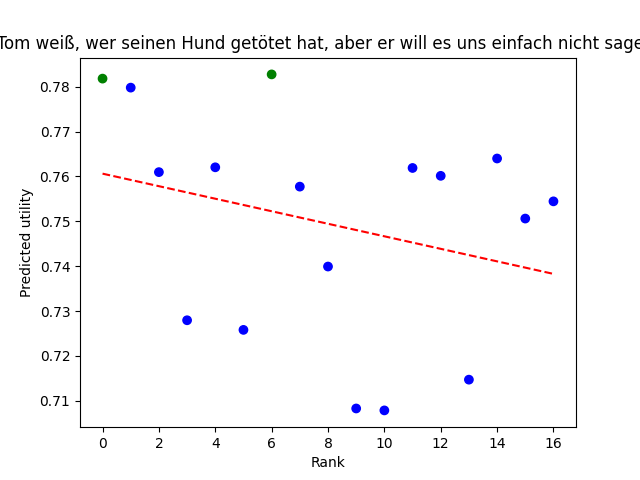 Tom weiß, wer seinen Hund getötet hat, aber er will es uns einfach nicht sage
0.78
0.77
0.76
0.75
0.74
0.73
0.72
0.71
Predicted utility
0 2 4 6 8 10 12 14 16
Rank